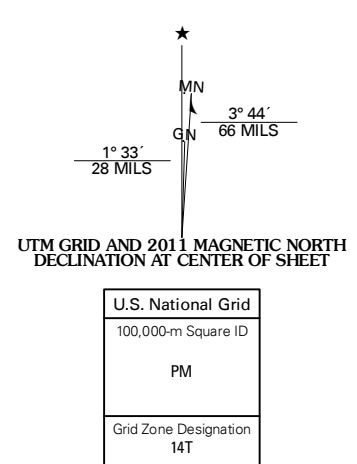 ★
MN
3° 44´
66 MILS
GN
1° 33´
28 MILS
UTM GRID AND 2011 MAGNETIC NORTH
DECLINATION AT CENTER OF SHEET
U.S. National Grid
100,000-m Square ID
PM
Grid Zone Designation
14T